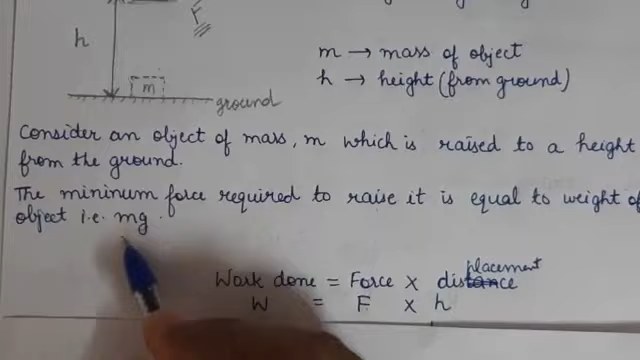 F
h
m → mass of object
h → height (from ground)
m
ground
Consider an object of mass, m which is raised to a height
from the ground.
The mininum force required to raise it is equal to weight of
object i.e. mg.
placement
Work done = Force × distance
W = F × h